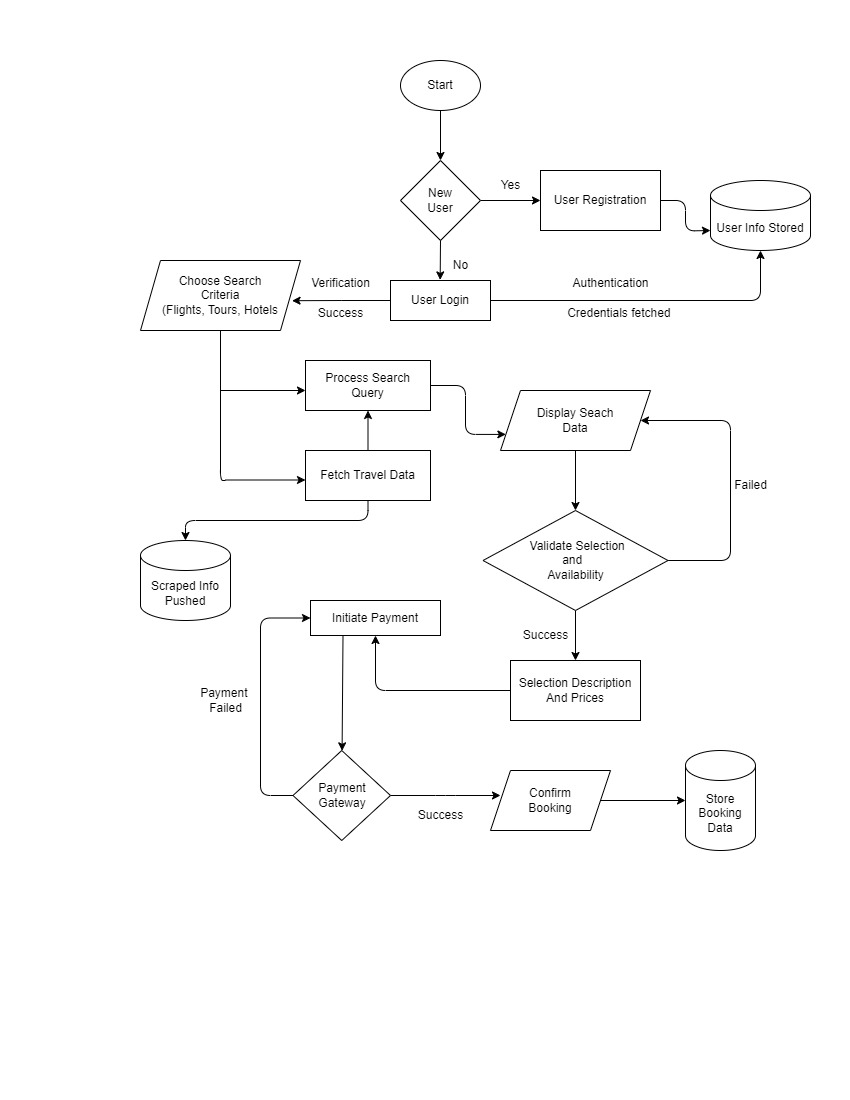 Start
New
User
Yes
User Registration
User Info Stored
No
Choose Search
Criteria
(Flights, Tours, Hotels
Verification
Success
User Login
Authentication
Credentials fetched
Process Search
Query
Display Seach
Data
Fetch Travel Data
Failed
Validate Selection
and
Availability
Scraped Info
Pushed
Initiate Payment
Success
Selection Description
And Prices
Payment
Failed
Payment
Gateway
Success
Confirm
Booking
Store
Booking
Data